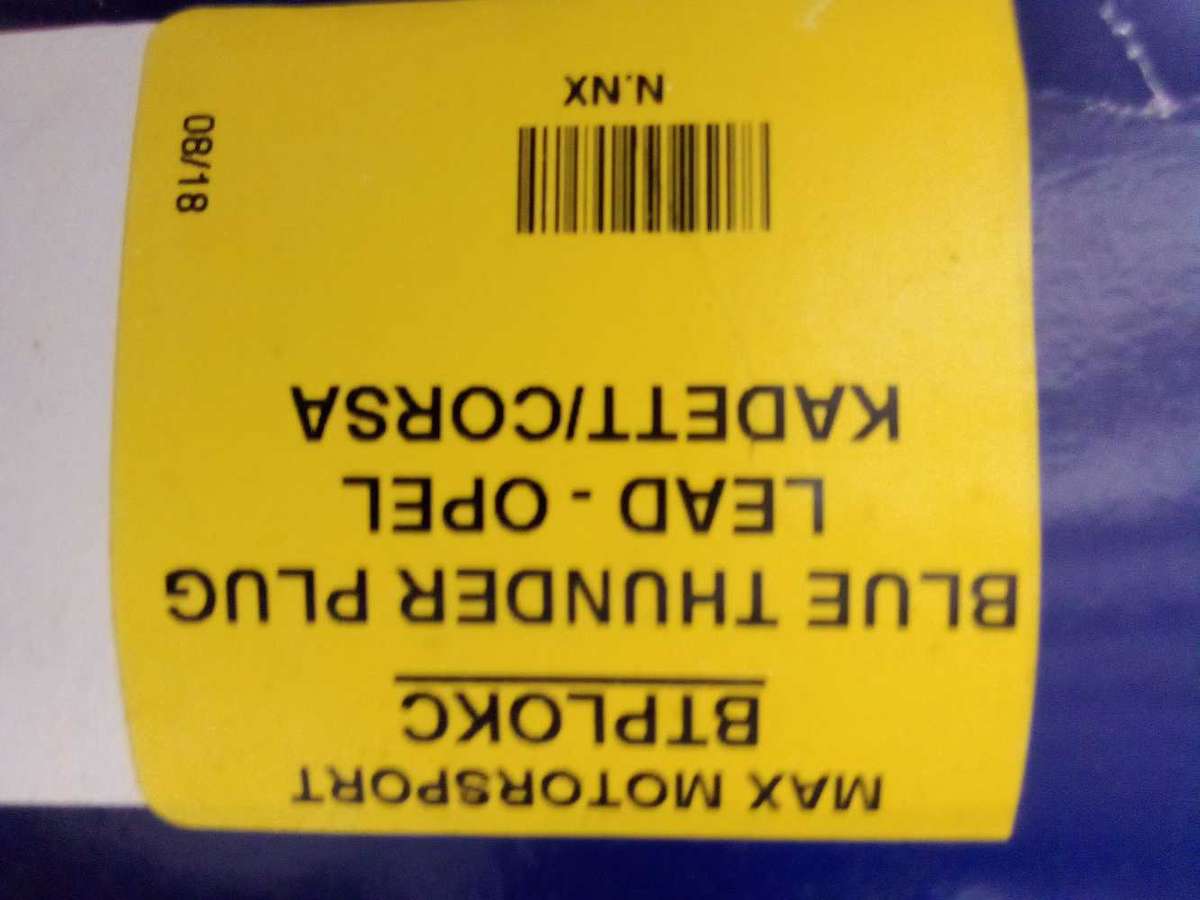 MAX MOTORSPORT
BTPLOKC
BLUE THUNDER PLUG
LEAD - OPEL
KADETT/CORSA
N.NX
08/18